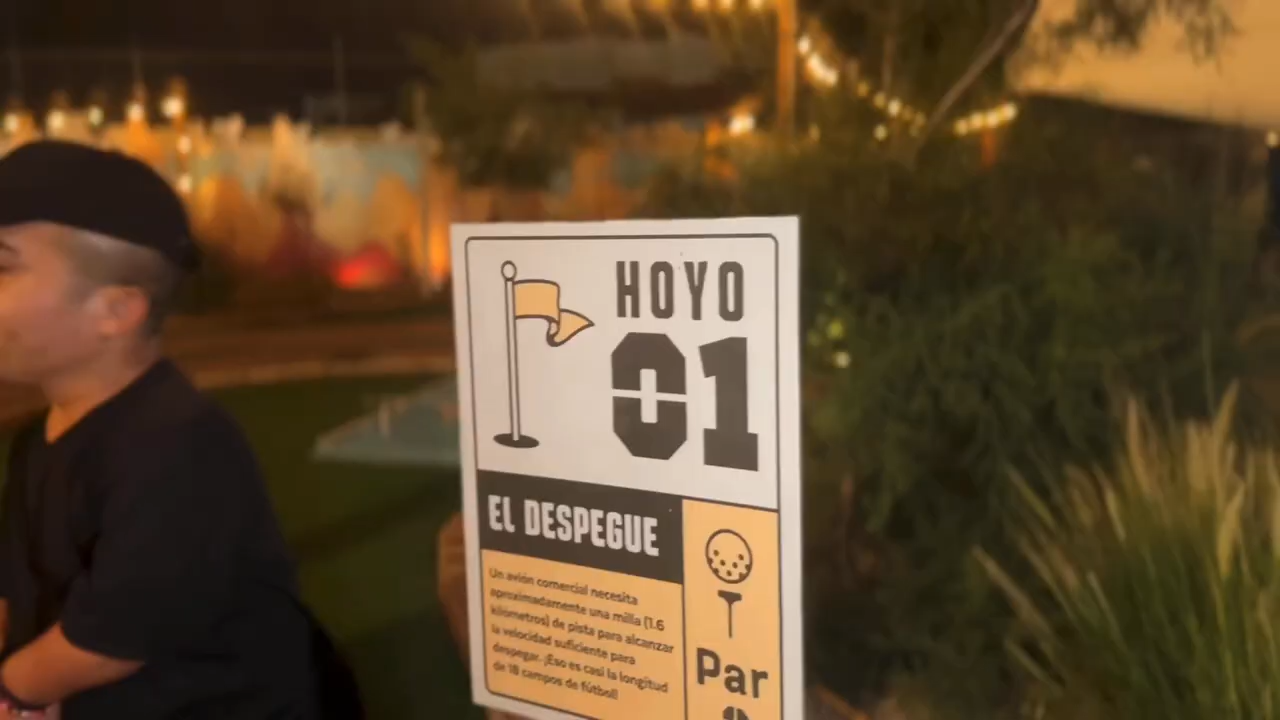 HOYO
01
EL DESPEGUE
Un avión comercial necesita
aproximadamente una milla (1.6
kilómetros) de pista para alcanzar
la velocidad suficiente para
despegar. ¡Eso es casi la longitud
de 18 campos de fútbol!
Par